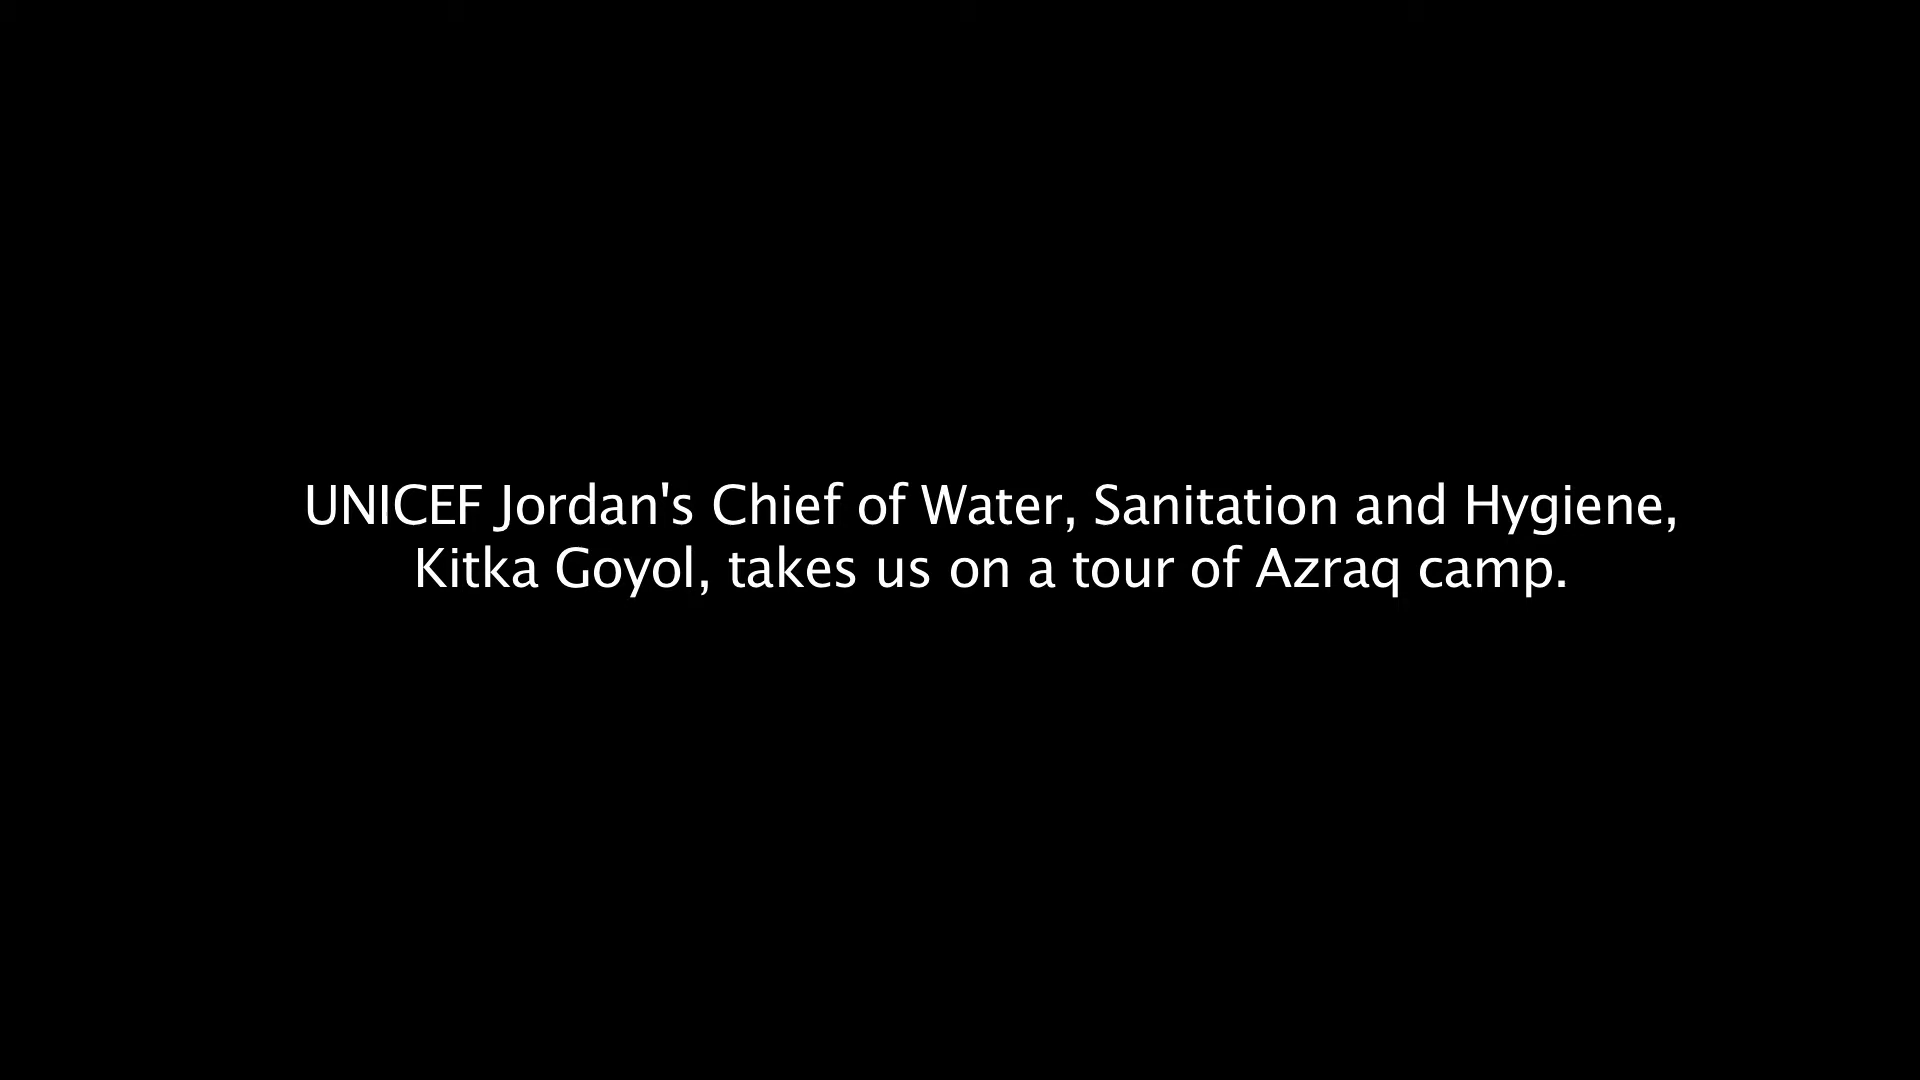 UNICEF Jordan's Chief of Water, Sanitation and Hygiene,
Kitka Goyol, takes us on a tour of Azraq camp.